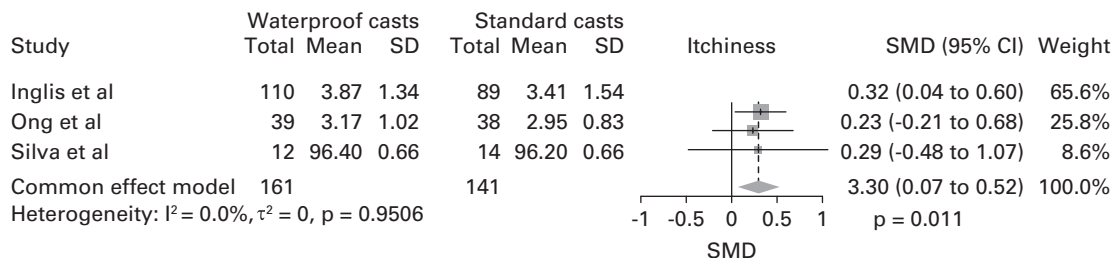 Waterproof casts Standard casts
Study Total Mean SD Total Mean SD Itchiness SMD (95% CI) Weight
Inglis et al 110 3.87 1.34 89 3.41 1.54 0.32 (0.04 to 0.60) 65.6%
Ong et al 39 3.17 1.02 38 2.95 0.83 0.23 (-0.21 to 0.68) 25.8%
Silva et al 12 96.40 0.66 14 96.20 0.66 0.29 (-0.48 to 1.07) 8.6%
Common effect model 161 141 3.30 (0.07 to 0.52) 100.0%
Heterogeneity: I² = 0.0%, τ² = 0, p = 0.9506 p = 0.011
-1 -0.5 0 0.5 1
SMD